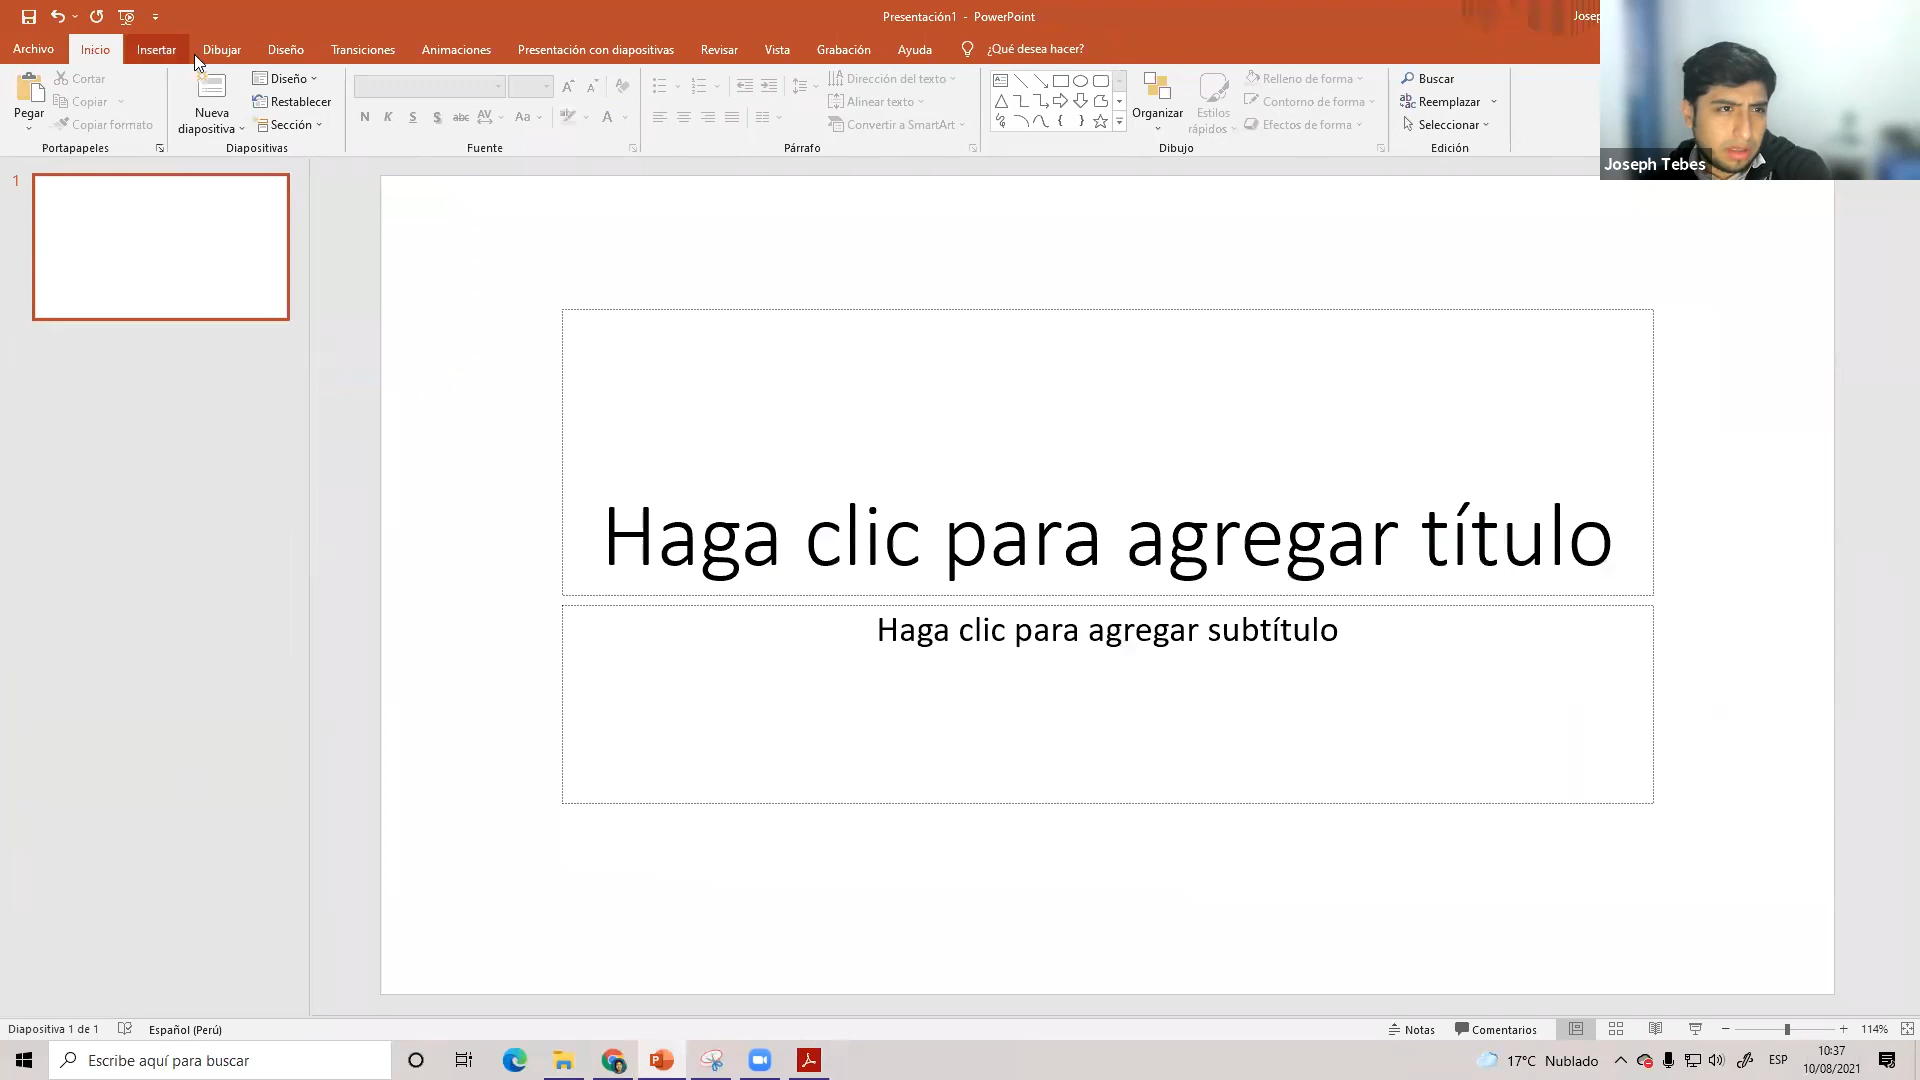 Presentación1 - PowerPoint
Josep
Archivo
Inicio
Insertar
Dibujar
Diseño
Transiciones
Animaciones
Presentación con diapositivas
Revisar
Vista
Grabación
Ayuda
¿Qué desea hacer?
Pegar
Cortar
Copiar
Copiar formato
Portapapeles
Nueva
diapositiva
Diseño
Restablecer
Sección
Diapositivas
N K S S abc AV Aa A
Fuente
Dirección del texto
Alinear texto
Convertir a SmartArt
Párrafo
Organizar
Estilos
rápidos
Relleno de forma
Contorno de forma
Efectos de forma
Dibujo
Buscar
Reemplazar
Seleccionar
Edición
Joseph Tebes
1
Haga clic para agregar título
Haga clic para agregar subtítulo
Diapositiva 1 de 1
Español (Perú)
Notas
Comentarios
114%
Escribe aquí para buscar
17°C Nublado
ESP
10:37
10/08/2021